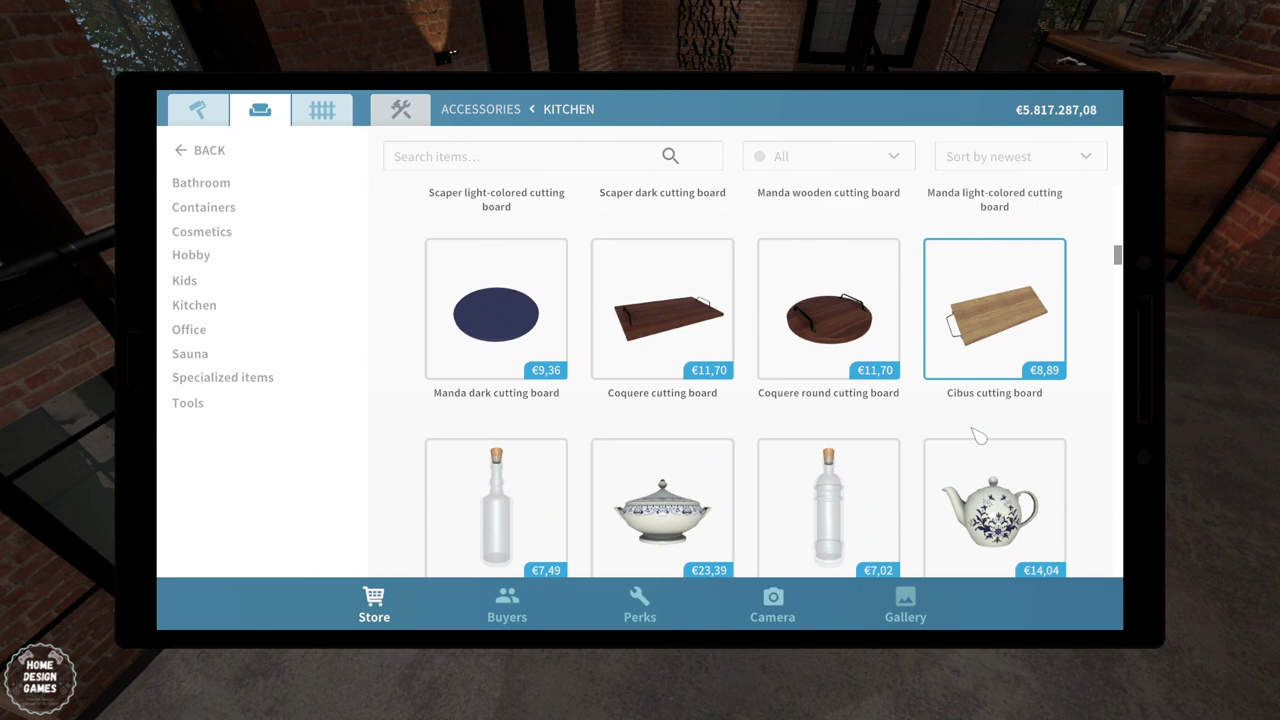 BERLIN
LONDON
PARIS
ACCESSORIES < KITCHEN
€5.817.287,08
BACK
Search items...
All
Sort by newest
Bathroom
Containers
Cosmetics
Hobby
Kids
Kitchen
Office
Sauna
Specialized items
Tools
Scaper light-colored cutting
board
Scaper dark cutting board
Manda wooden cutting board
Manda light-colored cutting
board
€9,36
€11,70
€11,70
€8,89
Manda dark cutting board
Coquere cutting board
Coquere round cutting board
Cibus cutting board
€7,49
€23,39
€7,02
€14,04
Store
Buyers
Perks
Camera
Gallery
HOME
DESIGN
GAMES